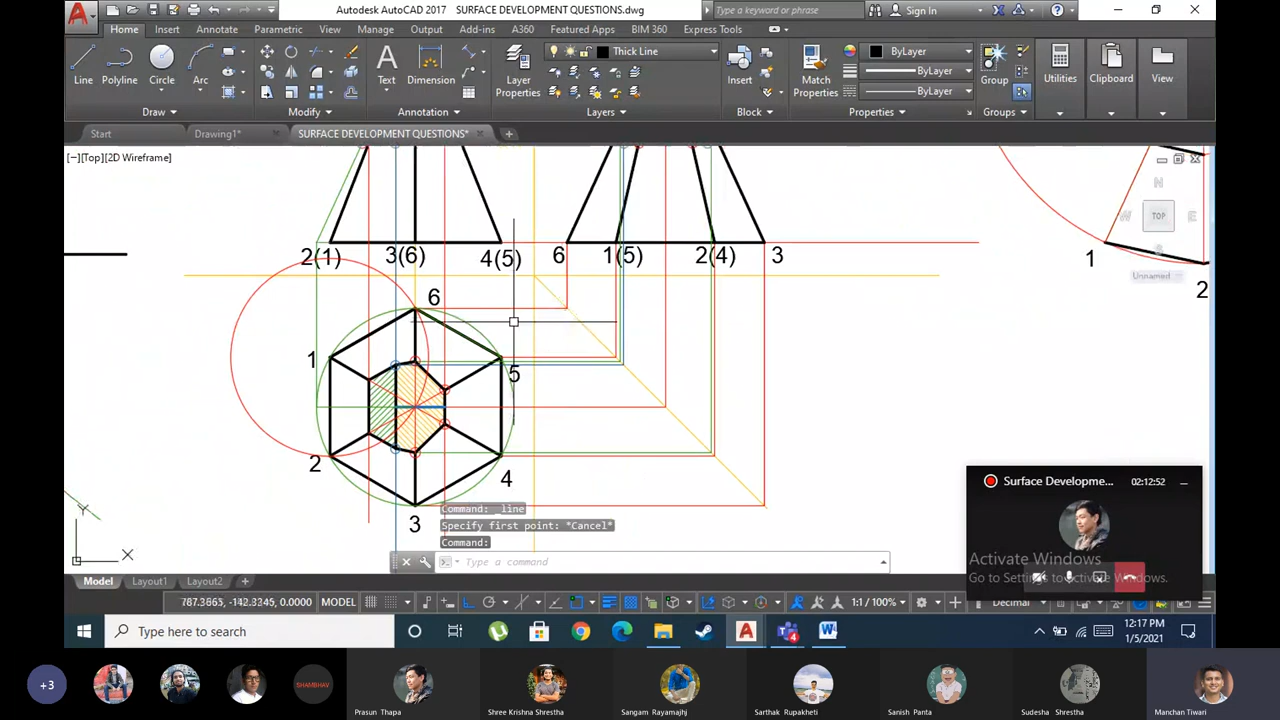 Autodesk AutoCAD 2017 SURFACE DEVELOPMENT QUESTIONS.dwg
Type a keyword or phrase
Sign In
Home Insert Annotate Parametric View Manage Output Add-ins A360 Featured Apps BIM 360 Express Tools
Line Polyline Circle Arc Text Dimension Layer Properties Thick Line Insert Match Properties ByLayer Group Utilities Clipboard View
ByLayer
ByLayer
Draw Modify Annotation Layers Block Properties Groups
Start Drawing1* SURFACE DEVELOPMENT QUESTIONS*
[−][Top][2D Wireframe]
N
W TOP E
S
Unnamed
2(1) 3(6) 4(5) 6 1(5) 2(4) 3
1
2
6
1
5
2
4
3
Y
X
Command: _line
Specify first point: *Cancel*
Command:
Type a command
Surface Developme... 02:12:52
Activate Windows
Go to Settings to activate Windows.
Model Layout1 Layout2
787.3665, -142.3245, 0.0000 MODEL 1:1 / 100% Decimal
Type here to search
12:17 PM
1/5/2021
+3
SHAMBHAV
Prasun Thapa
Shree Krishna Shrestha
Sangam Rayamajhj
Sarthak Rupakheti
Sanish Panta
Sudesha Shrestha
Manchan Tiwari